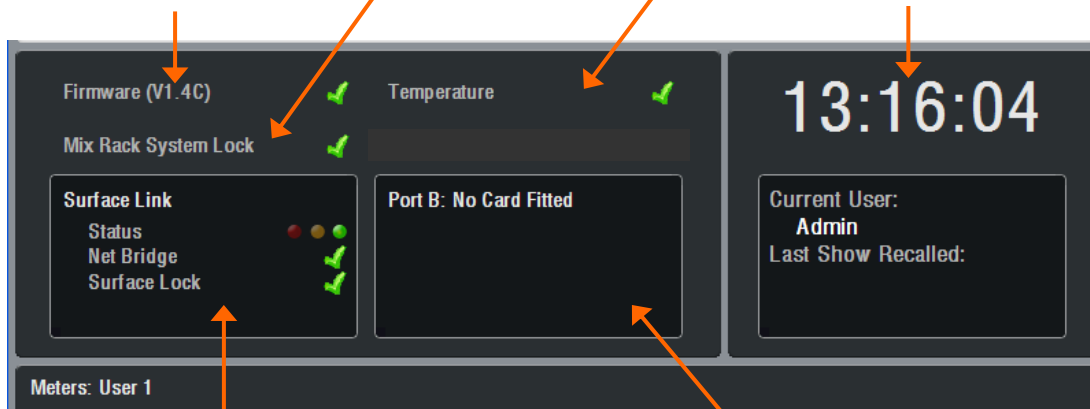 Firmware (V1.4C)
Temperature
Mix Rack System Lock
13:16:04
Surface Link
Status
Net Bridge
Surface Lock
Port B: No Card Fitted
Current User:
Admin
Last Show Recalled:
Meters: User 1